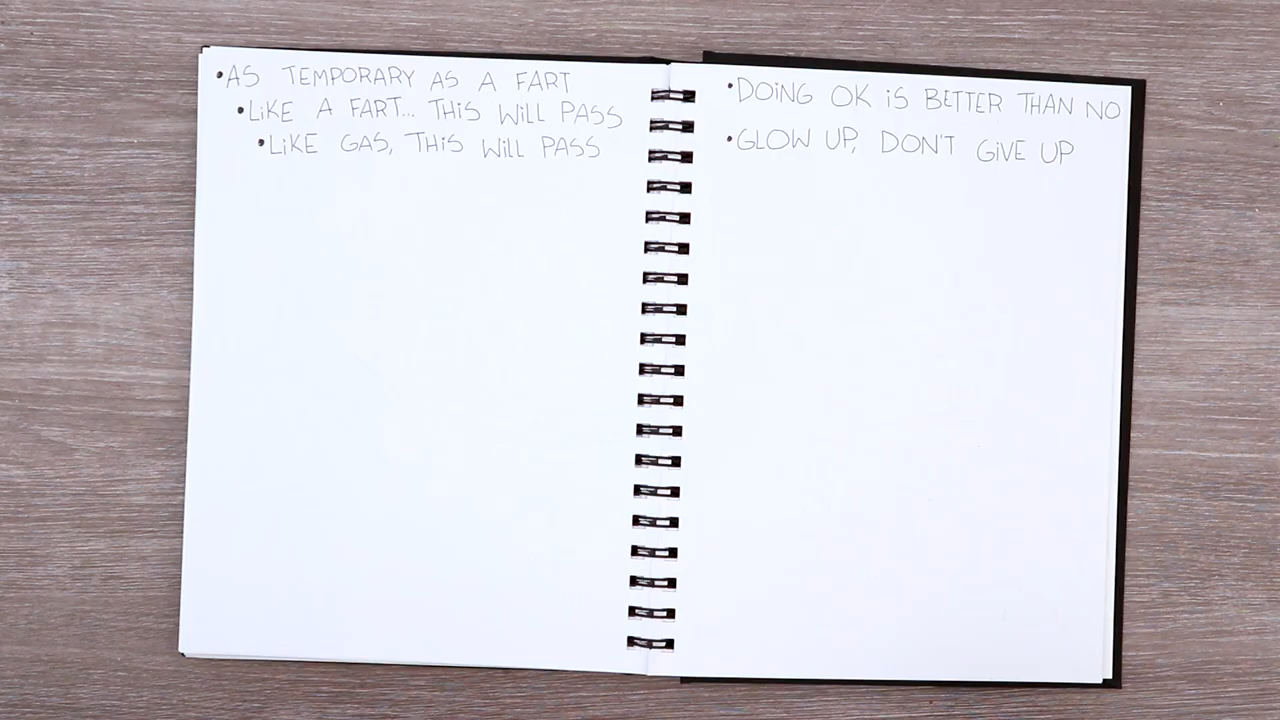 •AS TEMPORARY AS A FART
•LIKE A FART... THIS WILL PASS
•LIKE GAS, THIS WILL PASS
•DOING OK IS BETTER THAN NO
•GLOW UP, DON'T GIVE UP